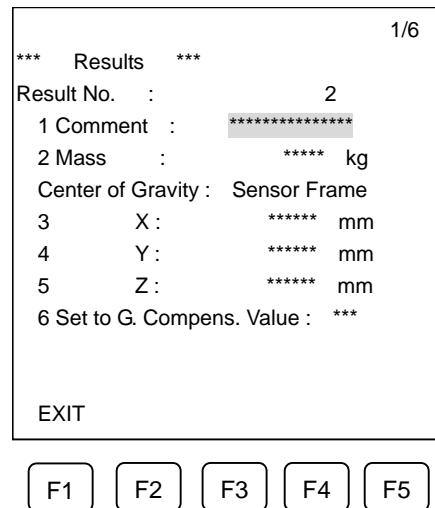 1/6
*** Results ***
Result No. : 2
1 Comment : ***************
2 Mass : ***** kg
Center of Gravity : Sensor Frame
3 X : ****** mm
4 Y : ****** mm
5 Z : ****** mm
6 Set to G. Compens. Value : ***
EXIT
F1 F2 F3 F4 F5